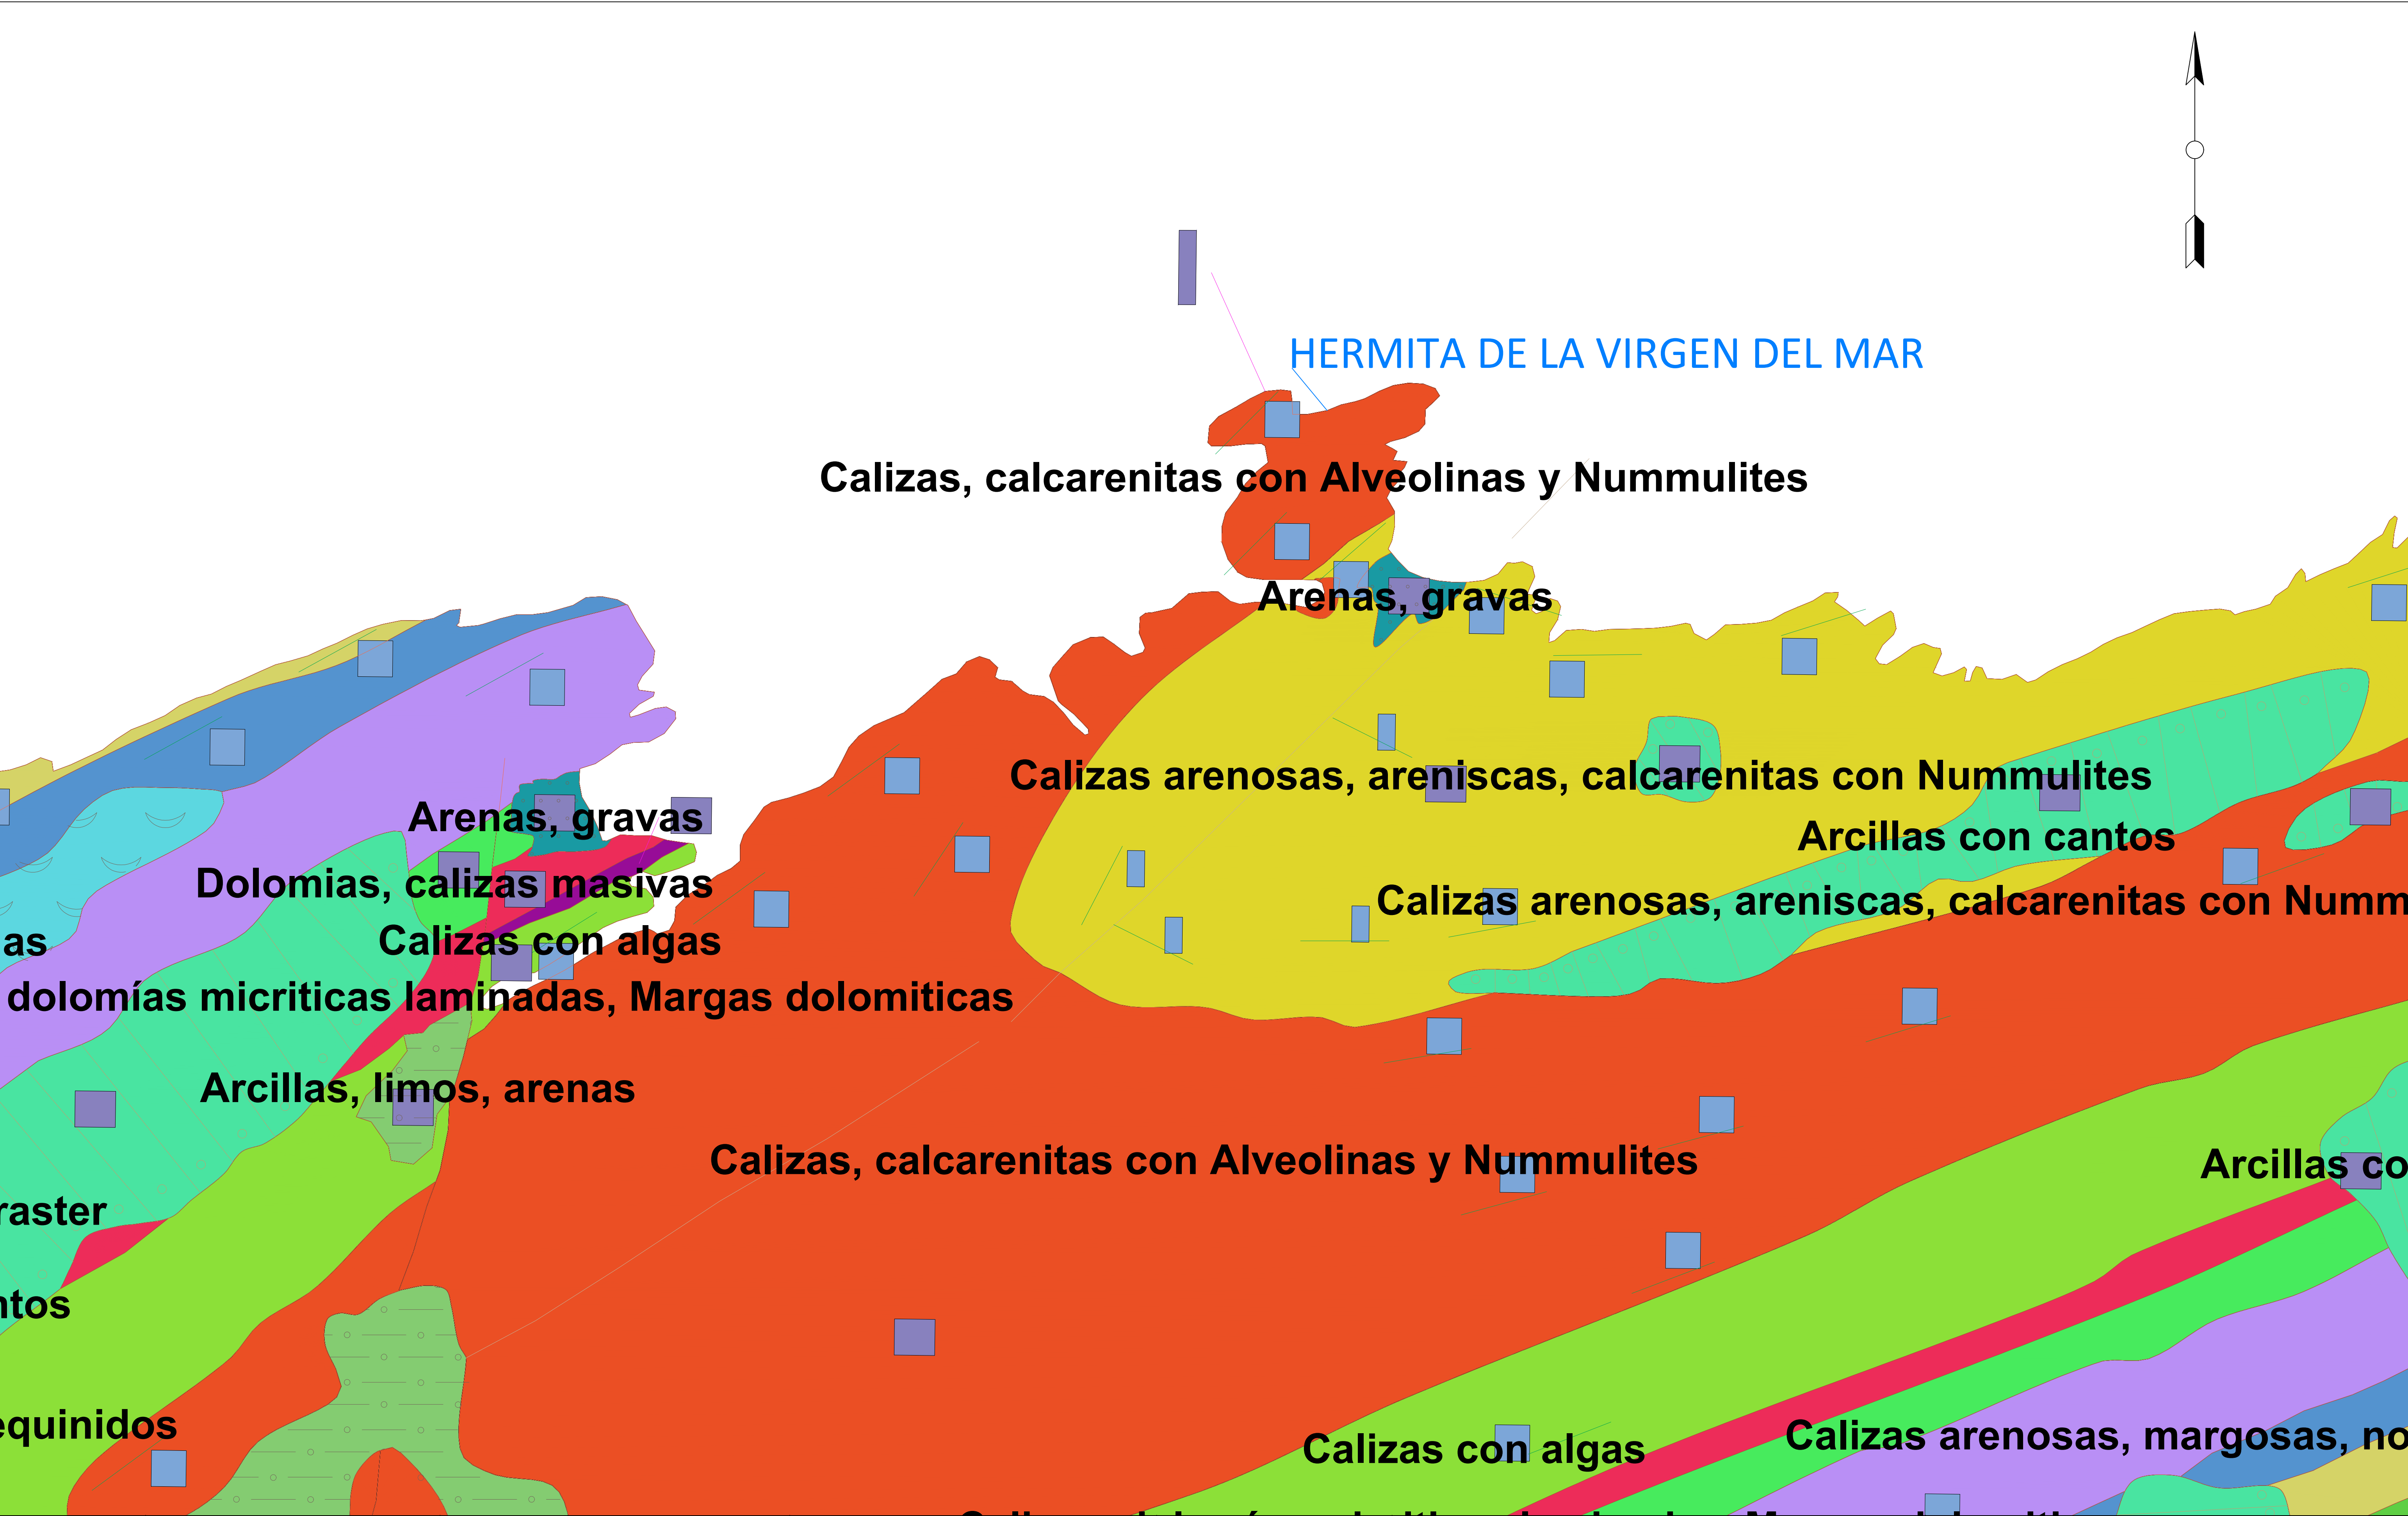 HERMITA DE LA VIRGEN DEL MAR
Calizas, calcarenitas con Alveolinas y Nummulites
Arenas, gravas
Calizas arenosas, areniscas, calcarenitas con Nummulites
Arenas, gravas
Arcillas con cantos
Dolomias, calizas masivas
Calizas arenosas, areniscas, calcarenitas con Numm
as
Calizas con algas
dolomías micriticas laminadas, Margas dolomiticas
Arcillas, limos, arenas
Calizas, calcarenitas con Alveolinas y Nummulites
Arcillas co
raster
ntos
equinidos
Calizas con algas
Calizas arenosas, margosas, no